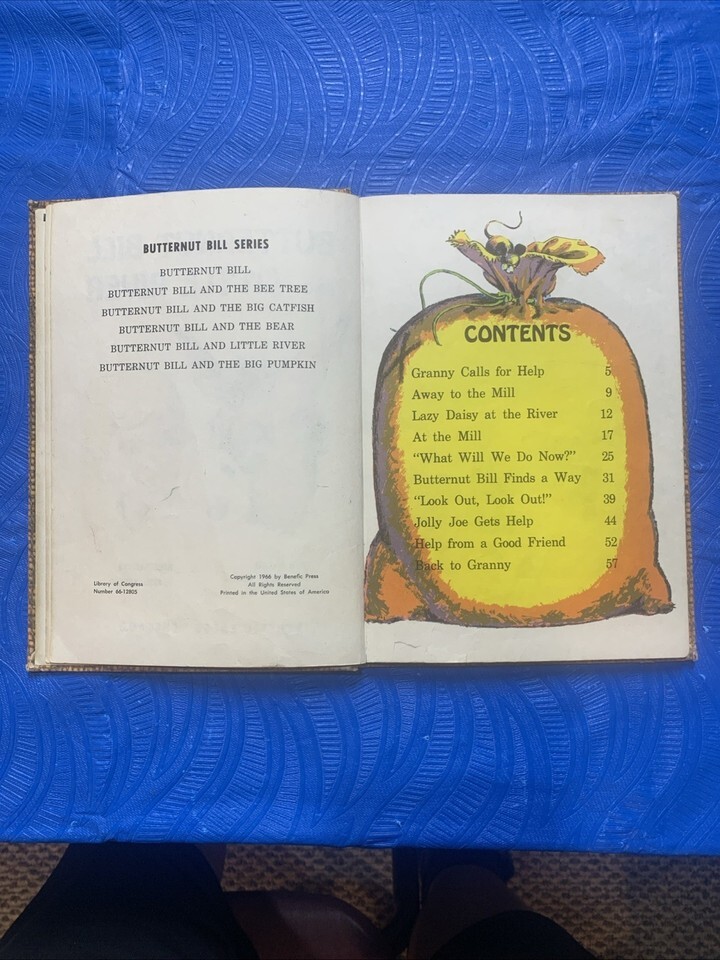 BUTTERNUT BILL SERIES
BUTTERNUT BILL
BUTTERNUT BILL AND THE BEE TREE
BUTTERNUT BILL AND THE BIG CATFISH
BUTTERNUT BILL AND THE BEAR
BUTTERNUT BILL AND LITTLE RIVER
BUTTERNUT BILL AND THE BIG PUMPKIN
Library of Congress
Number 66-12805
Copyright 1966 by Benefic Press
All Rights Reserved
Printed in the United States of America
CONTENTS
Granny Calls for Help 5
Away to the Mill 9
Lazy Daisy at the River 12
At the Mill 17
“What Will We Do Now?” 25
Butternut Bill Finds a Way 31
“Look Out, Look Out!” 39
Jolly Joe Gets Help 44
Help from a Good Friend 52
Back to Granny 57